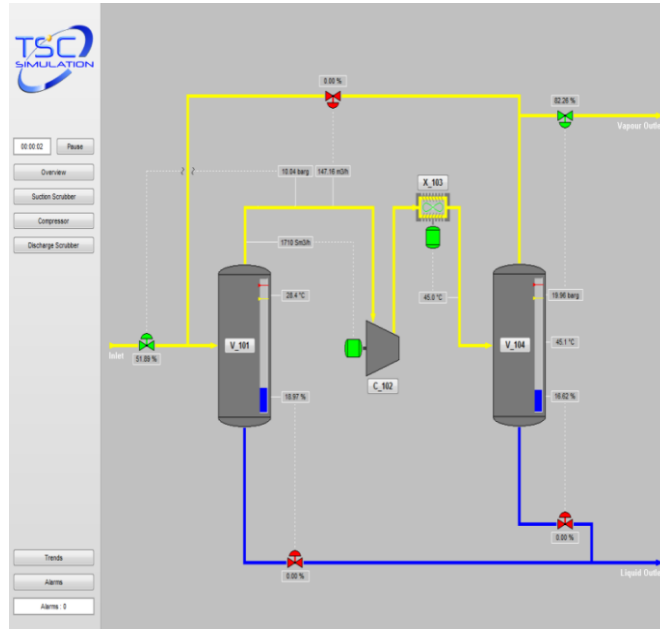 TSC
SIMULATION
00:00:02
Pause
Overview
Suction Scrubber
Compressor
Discharge Scrubber
Trends
Alarms
Alarms : 0
0.00 %
82.26 %
Vapour Outlet
10.04 barg
147.16 m3/h
X_103
1710 Sm3/h
28.4 °C
45.0 °C
19.96 barg
Inlet
51.89 %
V_101
C_102
V_104
45.1 °C
10.97 %
16.62 %
0.00 %
0.00 %
Liquid Outlet